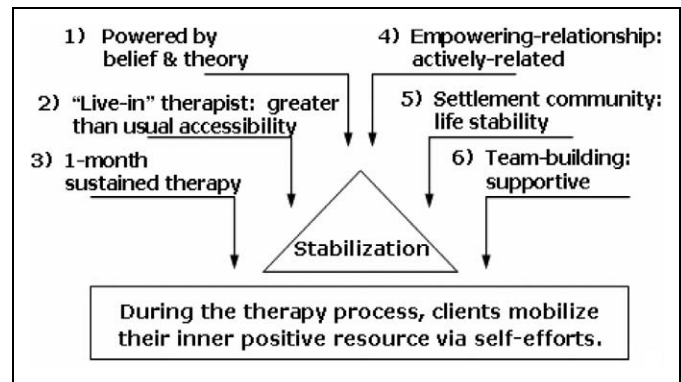 1) Powered by
belief & theory
2) “Live-in” therapist: greater
than usual accessibility
3) 1-month
sustained therapy
4) Empowering-relationship:
actively-related
5) Settlement community:
life stability
6) Team-building:
supportive
Stabilization
During the therapy process, clients mobilize
their inner positive resource via self-efforts.